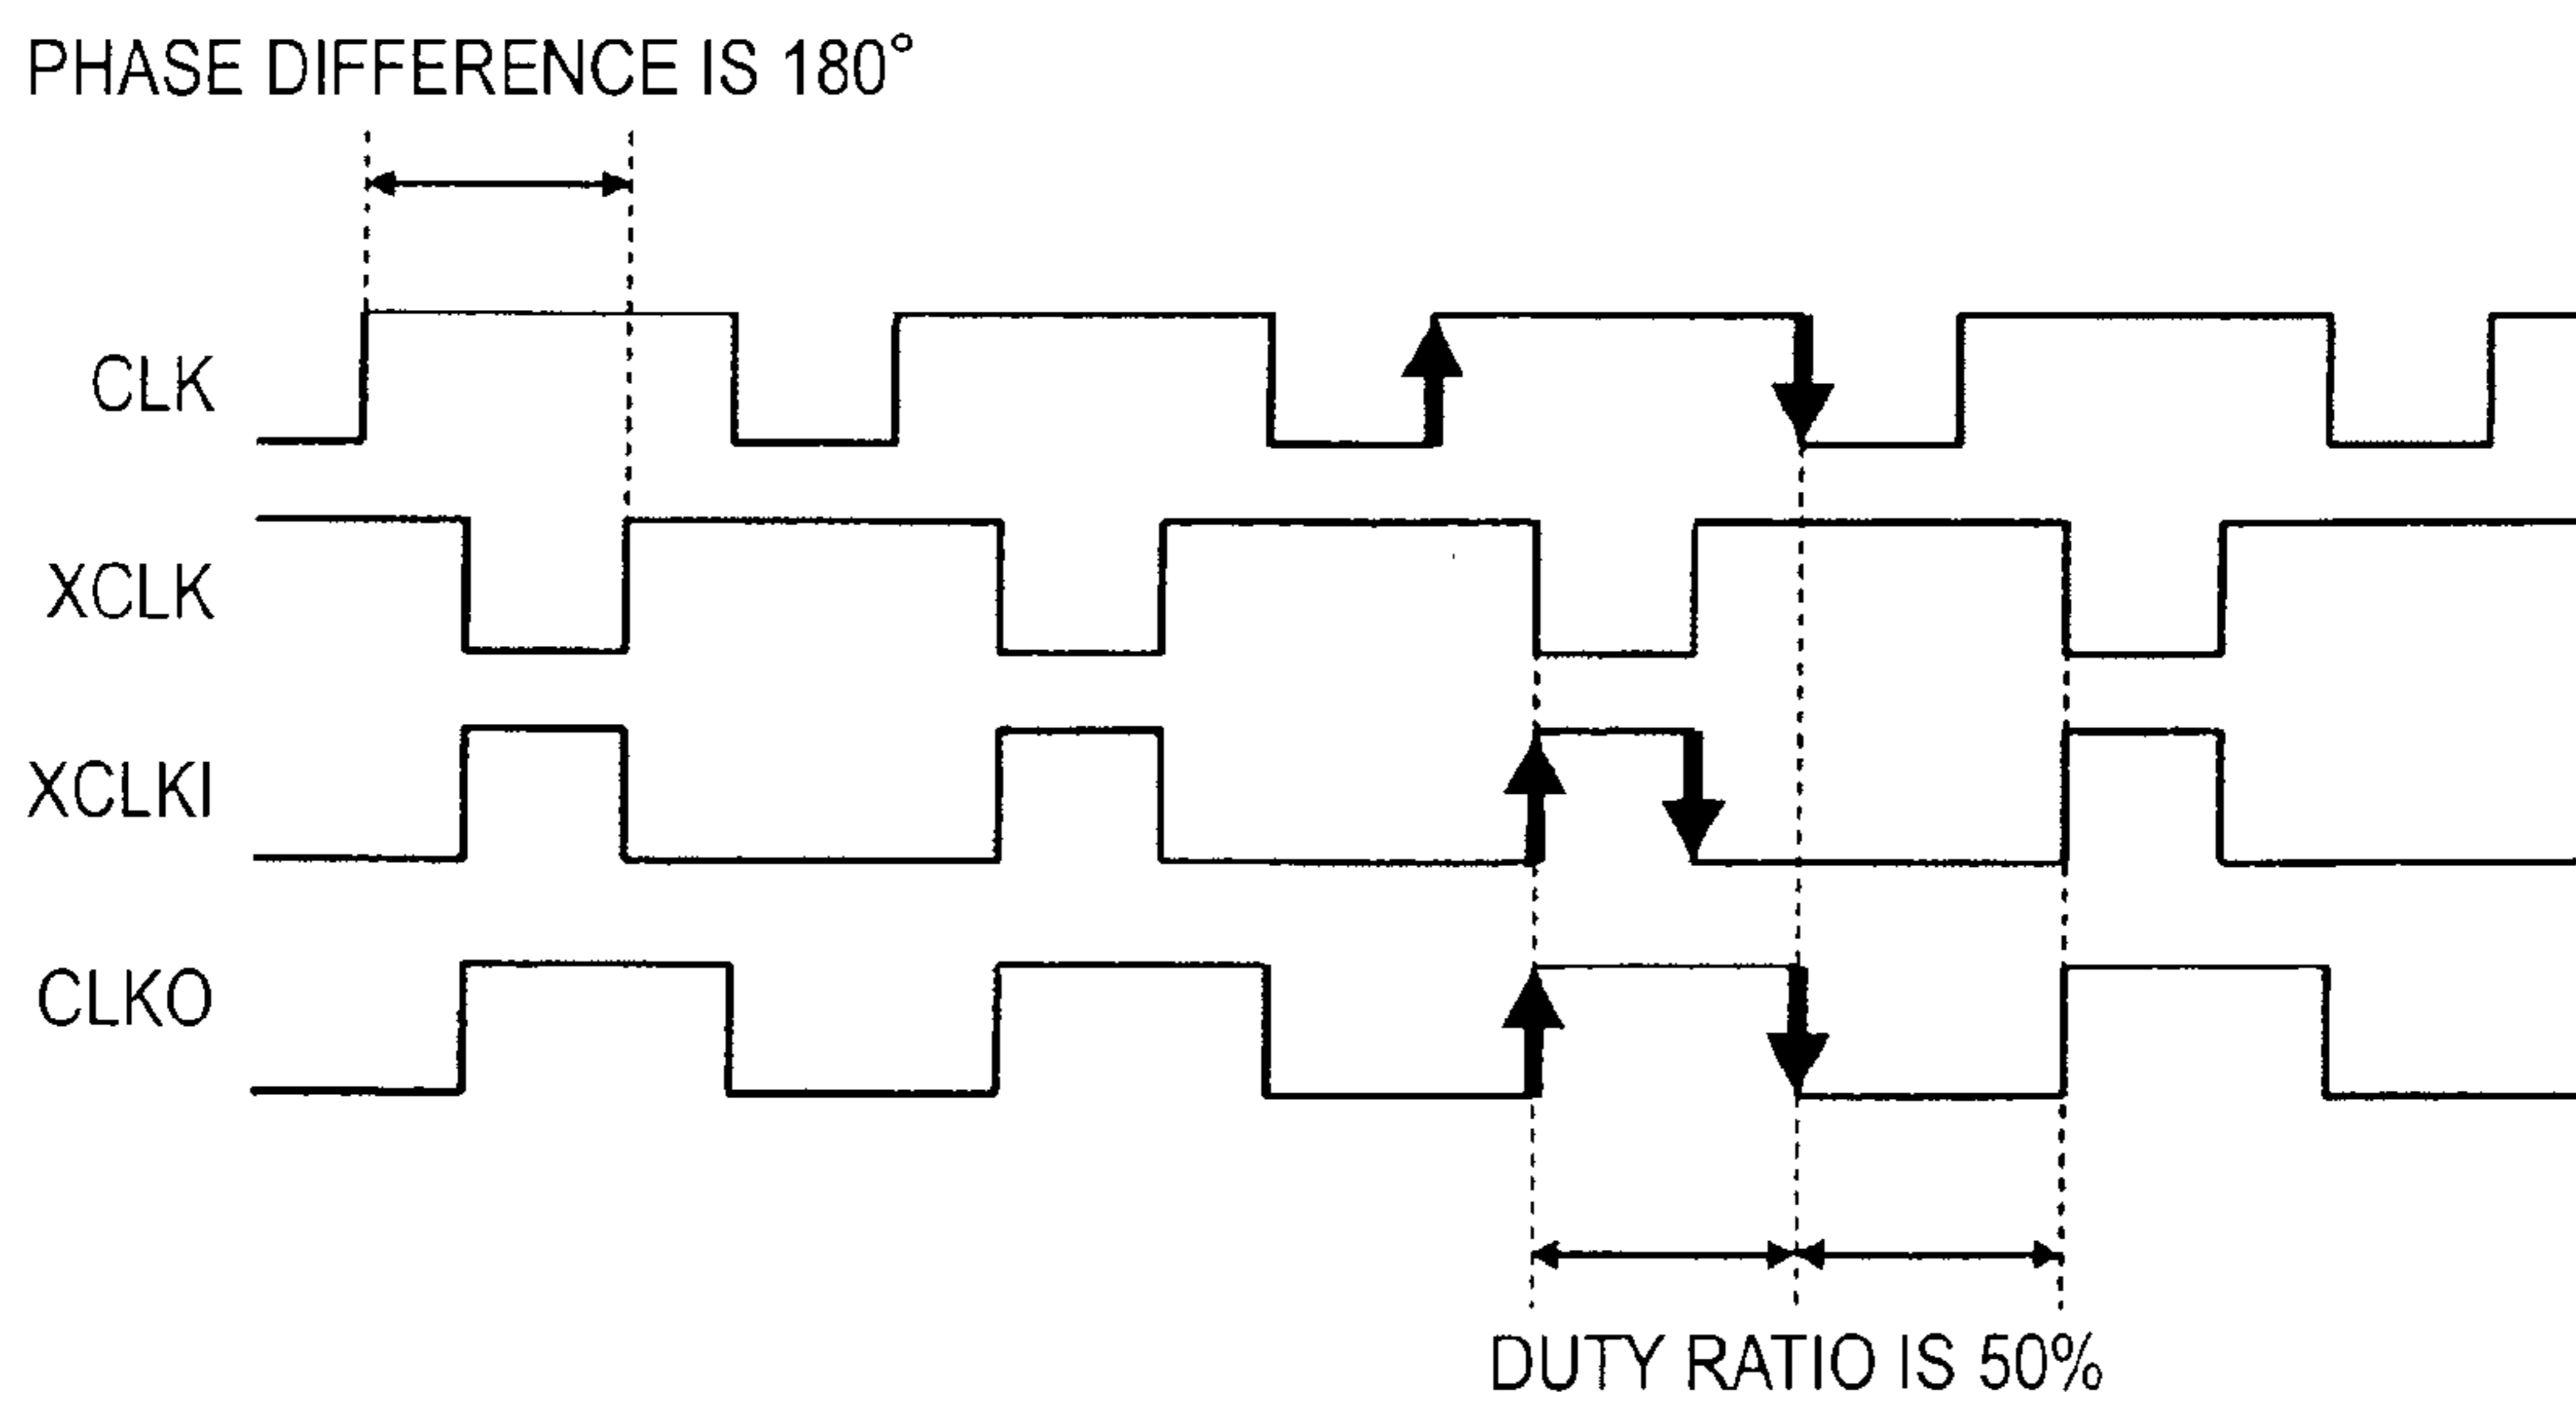 PHASE DIFFERENCE IS 180°
CLK
XCLK
XCLKI
CLKO
DUTY RATIO IS 50%